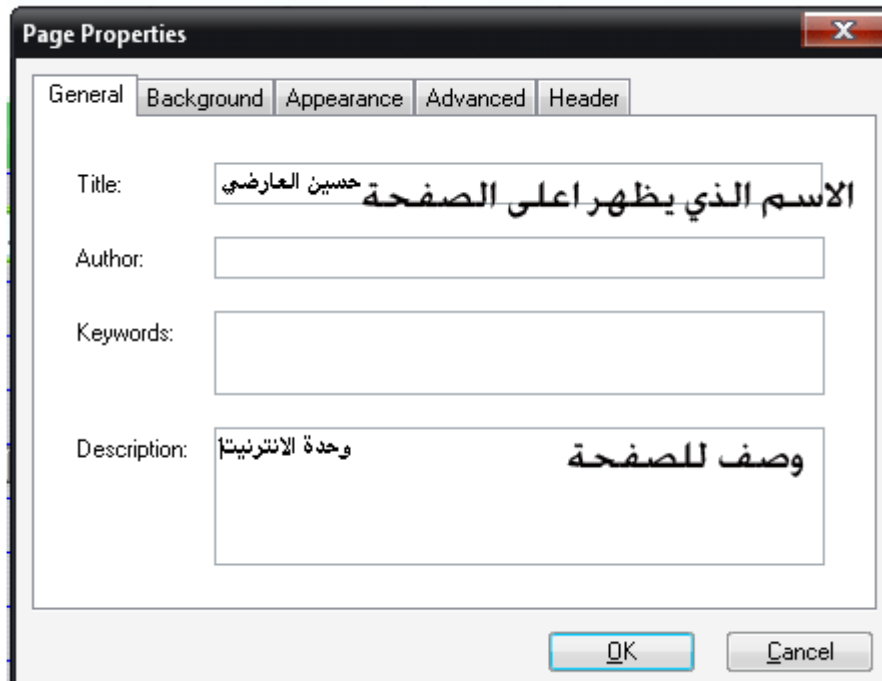 Page Properties
General Background Appearance Advanced Header
Title: حسين العارضي الاسم الذي يظهر اعلى الصفحة
Author:
Keywords:
Description: وحدة الانترنيت وصف للصفحة
OK Cancel